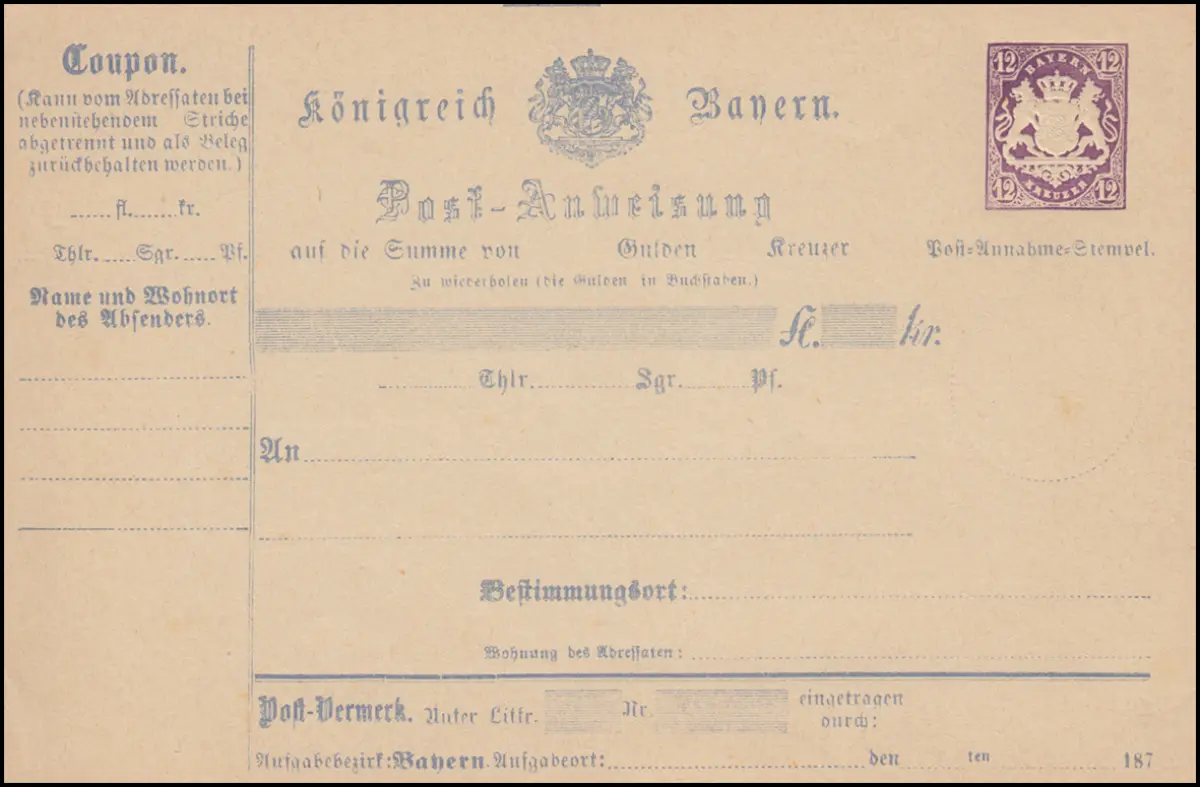 Coupon.
(Kann vom Adressaten bei
nebenstehendem Striche
abgetrennt und als Beleg
zurückbehalten werden.)
......fl.......kr.
Thlr......Sgr......Pf.
Name und Wohnort
des Absenders.
Königreich Bayern.
12 BAYERN 12
12 KREUZER 12
Post-Anweisung
auf die Summe von Gulden Kreuzer
Post-Annahme-Stempel.
Zu wiederholen (die Gulden in Buchstaben.)
Fl. kr.
Thlr. Sgr. Pf.
An
Bestimmungsort:
Wohnung des Adressaten:
Post-Vermerk. Unter Littr. Nr. eingetragen
durch:
Aufgabebezirk: Bayern. Aufgabeort: den ten 187